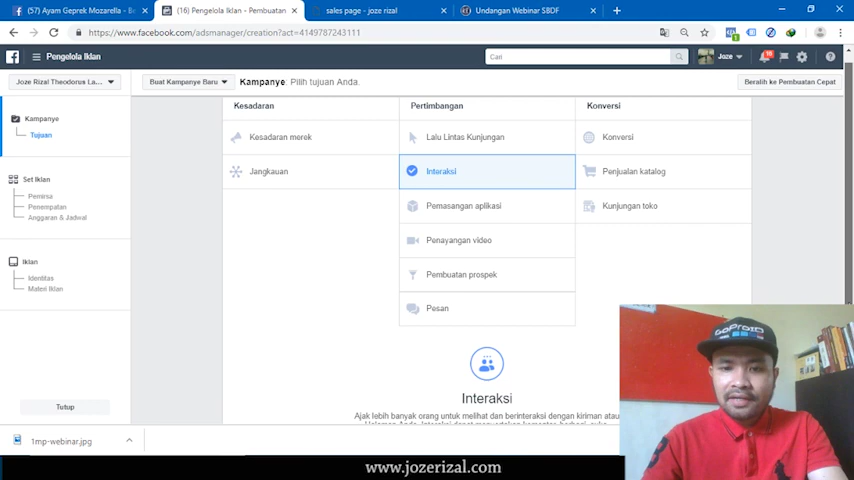 (57) Ayam Geprek Mozarella - Be
(16) Pengelola Iklan - Pembuatan
sales page - joze rizal
Undangan Webinar SBDF
https://www.facebook.com/adsmanager/creation?act=4149787243111
Pengelola Iklan
Cari
Joze
Joze Rizal Theodorus La...
Buat Kampanye Baru
Kampanye: Pilih tujuan Anda.
Beralih ke Pembuatan Cepat
Kampanye
Tujuan
Set Iklan
Pemirsa
Penempatan
Anggaran & Jadwal
Iklan
Identitas
Materi Iklan
Tutup
Kesadaran
Pertimbangan
Konversi
Kesadaran merek
Lalu Lintas Kunjungan
Konversi
Jangkauan
Interaksi
Penjualan katalog
Pemasangan aplikasi
Kunjungan toko
Penayangan video
Pembuatan prospek
Pesan
Interaksi
Ajak lebih banyak orang untuk melihat dan berinteraksi dengan kiriman atau
GoPro
1mp-webinar.jpg
www.jozerizal.com